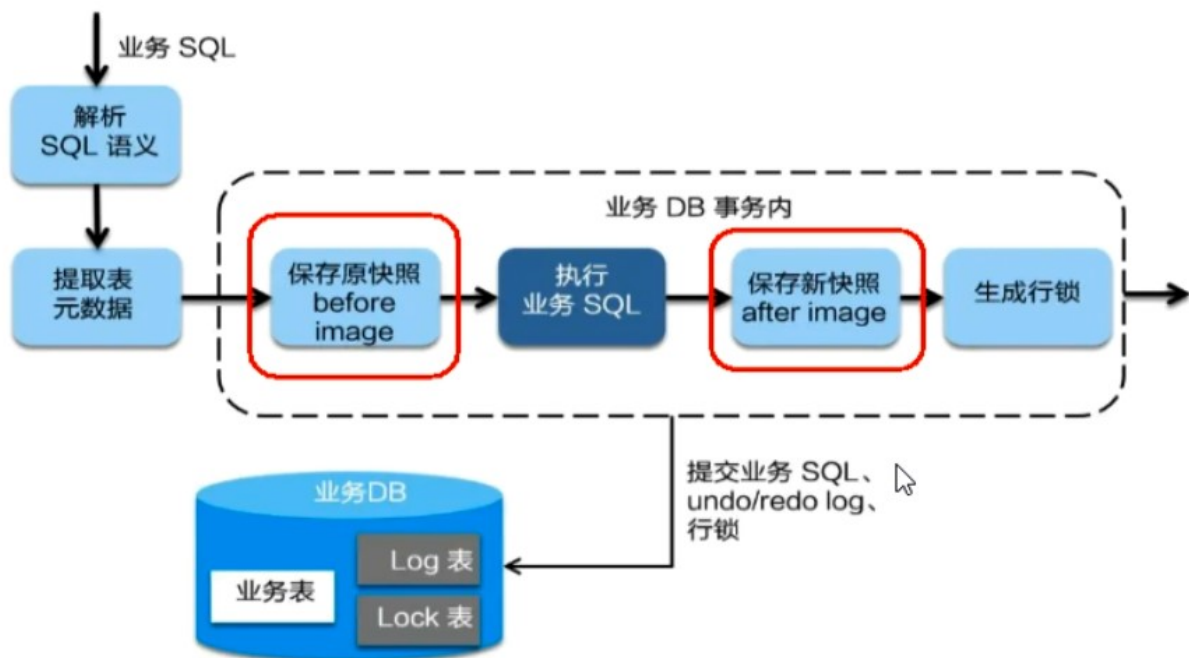 业务 SQL
解析
SQL 语义
业务 DB 事务内
提取表
元数据
保存原快照
before
image
执行
业务 SQL
保存新快照
after image
生成行锁
提交业务 SQL、
undo/redo log、
行锁
业务DB
Log 表
业务表
Lock 表